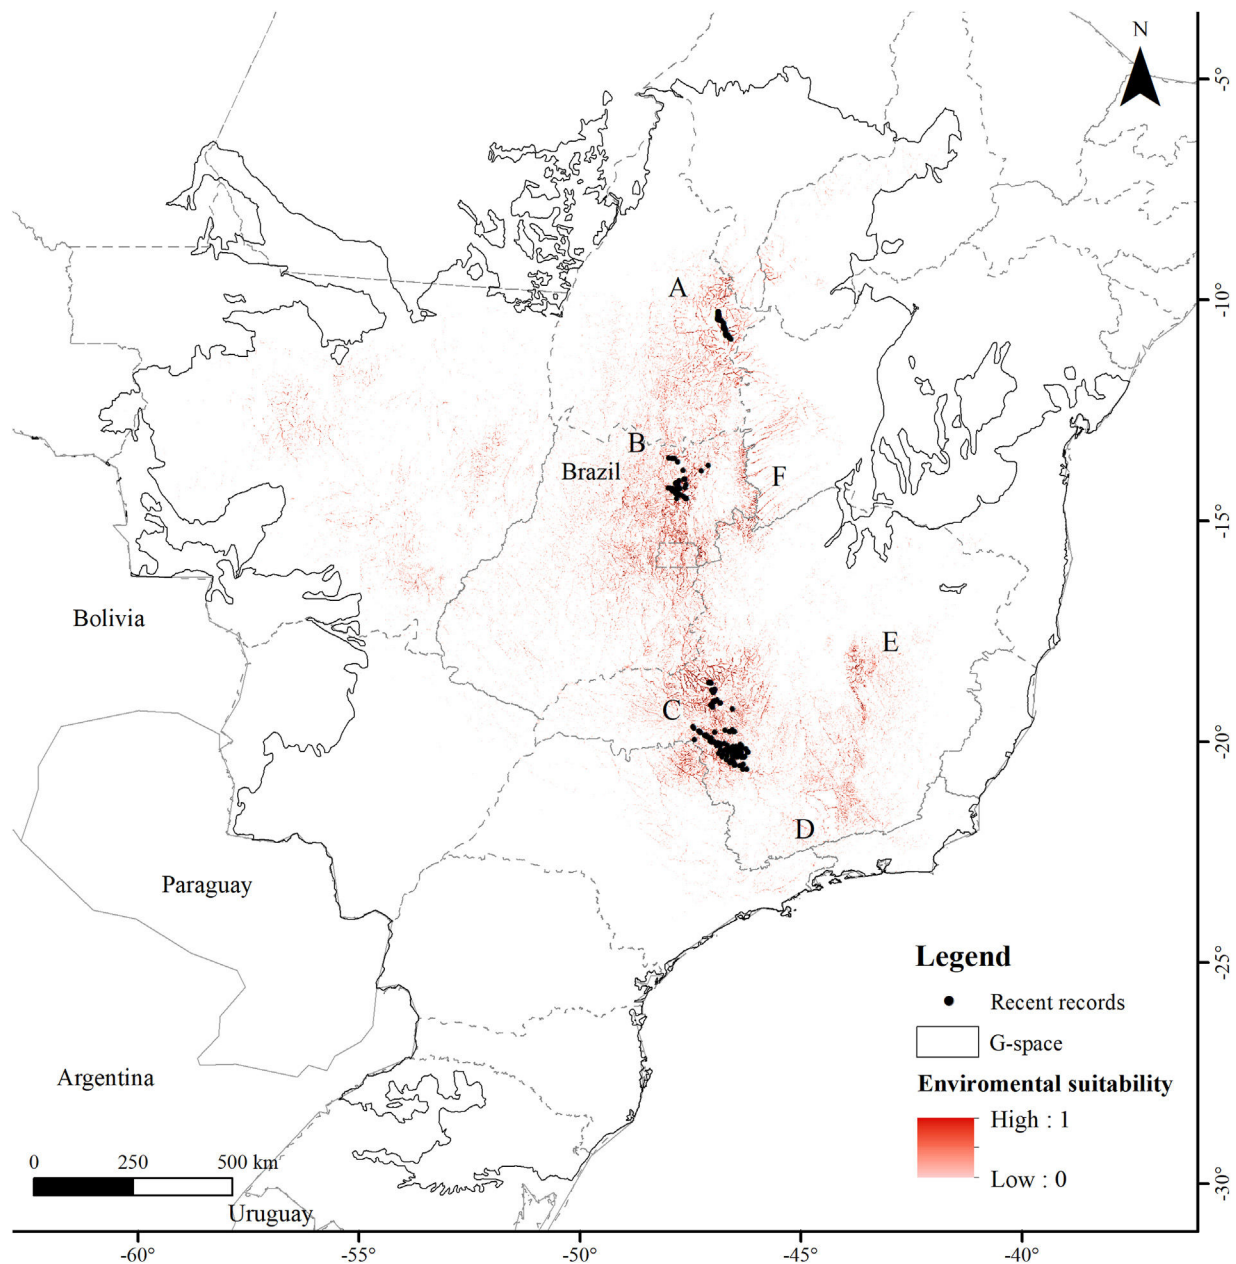 N
-5°
A
-10°
B
Brazil
F
-15°
Bolivia
E
C
-20°
D
Paraguay
Legend
-25°
Recent records
G-space
Argentina
Enviromental suitability
High : 1
0 250 500 km
Low : 0
-30°
Uruguay
-60° -55° -50° -45° -40°